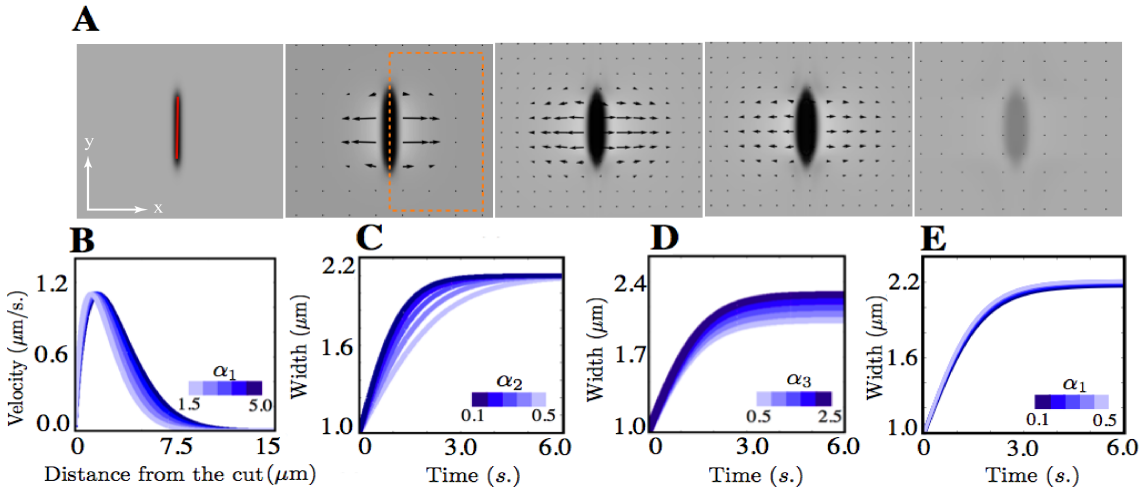 A
y
x
B
C
D
E
1.2
0.6
0.0
Velocity (μm/s.)
α1
1.5 5.0
7.5 15
Distance from the cut(μm)
2.2
1.6
1.0
Width (μm)
α2
0.1 0.5
0 3.0 6.0
Time (s.)
2.4
1.7
1.0
Width (μm)
α3
0.5 2.5
0 3.0 6.0
Time (s.)
2.2
1.6
1.0
Width (μm)
α1
0.1 0.5
0 3.0 6.0
Time (s.)